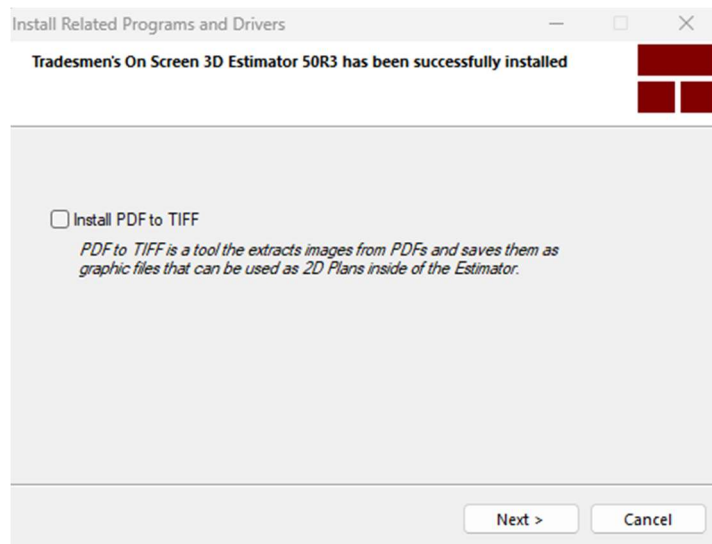 Install Related Programs and Drivers
Tradesmen's On Screen 3D Estimator 50R3 has been successfully installed
Install PDF to TIFF
PDF to TIFF is a tool the extracts images from PDFs and saves them as
graphic files that can be used as 2D Plans inside of the Estimator.
Next >
Cancel